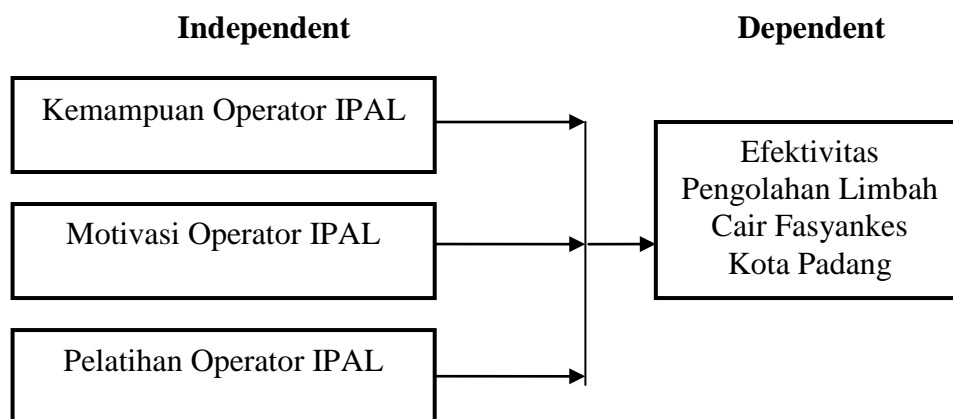 Independent
Dependent
Kemampuan Operator IPAL
Motivasi Operator IPAL
Pelatihan Operator IPAL
Efektivitas
Pengolahan Limbah
Cair Fasyankes
Kota Padang